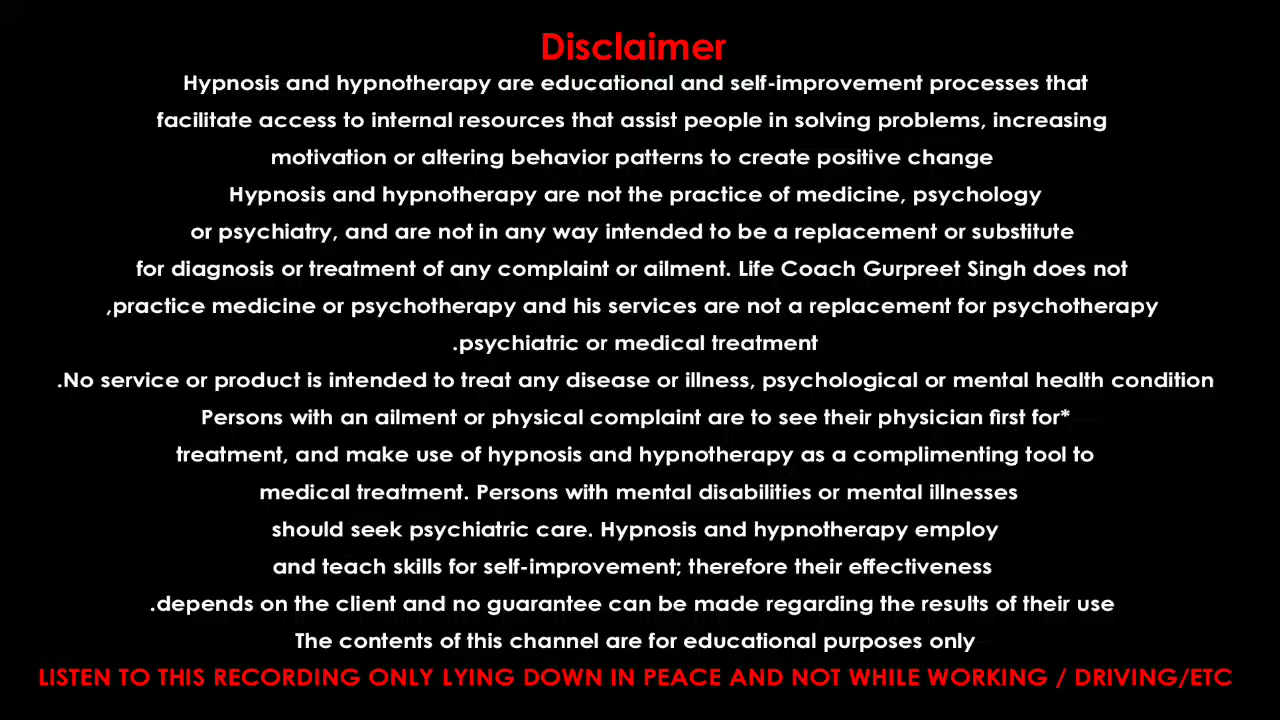 Disclaimer
Hypnosis and hypnotherapy are educational and self-improvement processes that
facilitate access to internal resources that assist people in solving problems, increasing
motivation or altering behavior patterns to create positive change
Hypnosis and hypnotherapy are not the practice of medicine, psychology
or psychiatry, and are not in any way intended to be a replacement or substitute
for diagnosis or treatment of any complaint or ailment. Life Coach Gurpreet Singh does not
,practice medicine or psychotherapy and his services are not a replacement for psychotherapy
.psychiatric or medical treatment
.No service or product is intended to treat any disease or illness, psychological or mental health condition
Persons with an ailment or physical complaint are to see their physician first for*
treatment, and make use of hypnosis and hypnotherapy as a complimenting tool to
medical treatment. Persons with mental disabilities or mental illnesses
should seek psychiatric care. Hypnosis and hypnotherapy employ
and teach skills for self-improvement; therefore their effectiveness
.depends on the client and no guarantee can be made regarding the results of their use
The contents of this channel are for educational purposes only
LISTEN TO THIS RECORDING ONLY LYING DOWN IN PEACE AND NOT WHILE WORKING / DRIVING/ETC